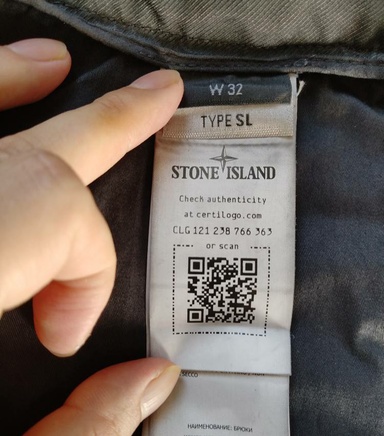 W 32
TYPE SL
STONE ISLAND
Check authenticity
at certilogo.com
CLG 121 238 766 363
or scan
SECCO
НАИМЕНОВАНИЕ: БРЮКИ